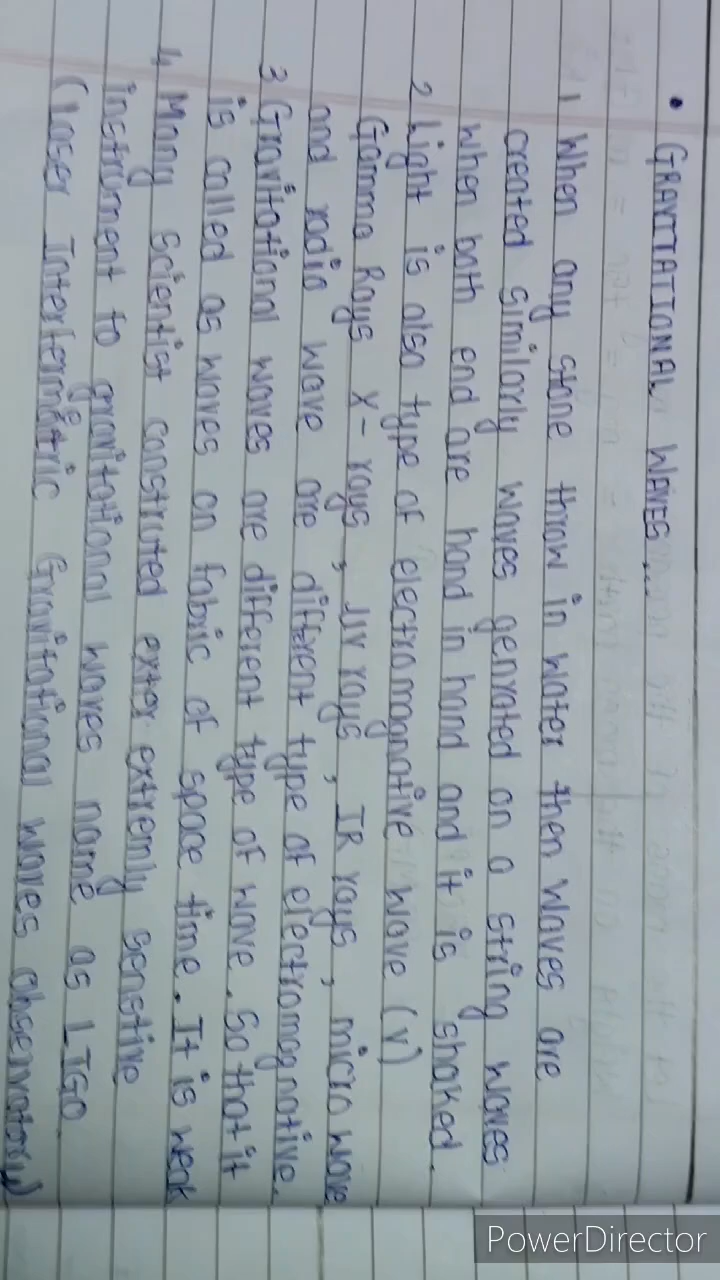 • GRAVITATIONAL WAVES...
1 When any stone throw in water then waves are
created similarly waves genrated on a string waves
when both end are hand in hand and it is shaked.
2 Light is also type of electromagnative wave (v)
Gamma Rays X-rays, UV rays, IR rays, micro wave
and radio wave are different type of electromagnative.
3 Gravitational waves are different type of wave. So that it
is called as waves on fabric of space time. It is weak
4 Many scientist constructed exter extremly senstive
instrument to gravitational waves name as LIGO
(Laser Interferometric Gravitational waves observatory)
PowerDirector